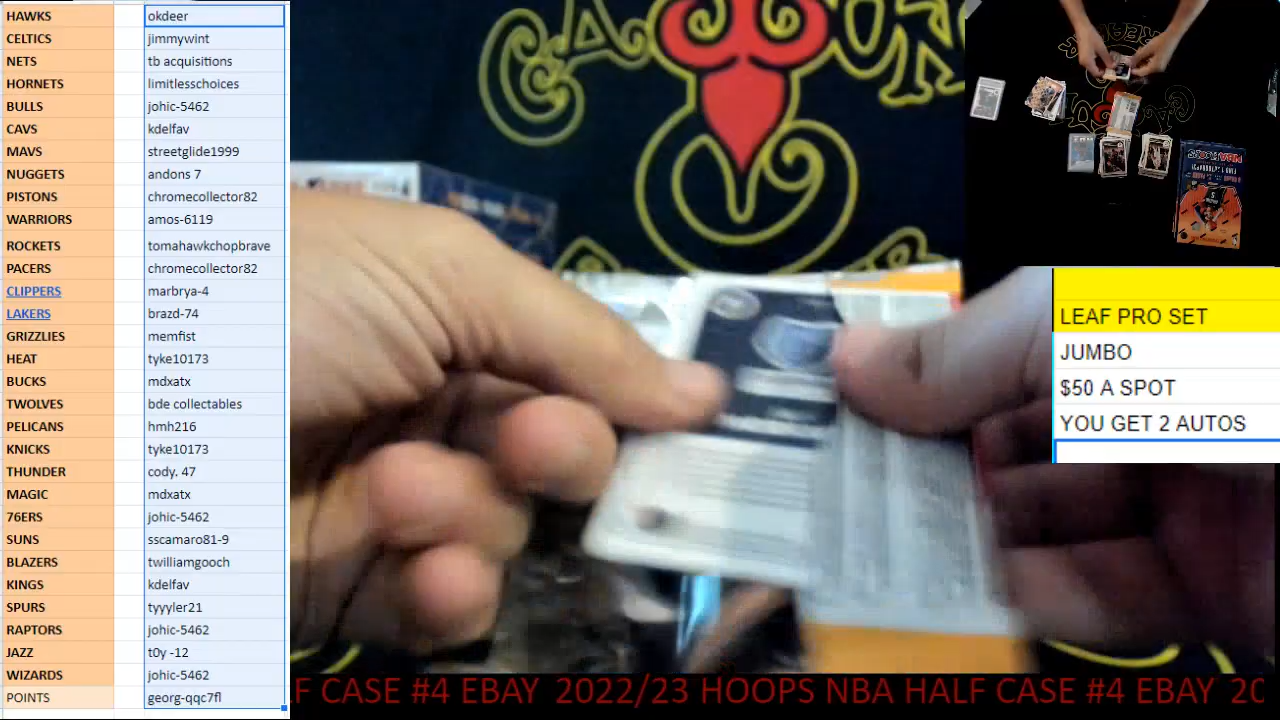 HAWKS okdeer
CELTICS jimmywint
NETS tb acquisitions
HORNETS limitlesschoices
BULLS johic-5462
CAVS kdelfav
MAVS streetglide1999
NUGGETS andons 7
PISTONS chromecollector82
WARRIORS amos-6119
ROCKETS tomahawkchopbrave
PACERS chromecollector82
CLIPPERS marbrya-4
LAKERS brazd-74
GRIZZLIES memfist
HEAT tyke10173
BUCKS mdxatx
TWOLVES bde collectables
PELICANS hmh216
KNICKS tyke10173
THUNDER cody. 47
MAGIC mdxatx
76ERS johic-5462
SUNS sscamaro81-9
BLAZERS twilliamgooch
KINGS kdelfav
SPURS tyyyler21
RAPTORS johic-5462
JAZZ t0y -12
WIZARDS johic-5462
POINTS georg-qqc7fl
LEAF PRO SET
JUMBO
$50 A SPOT
YOU GET 2 AUTOS
F CASE #4 EBAY 2022/23 HOOPS NBA HALF CASE #4 EBAY 20